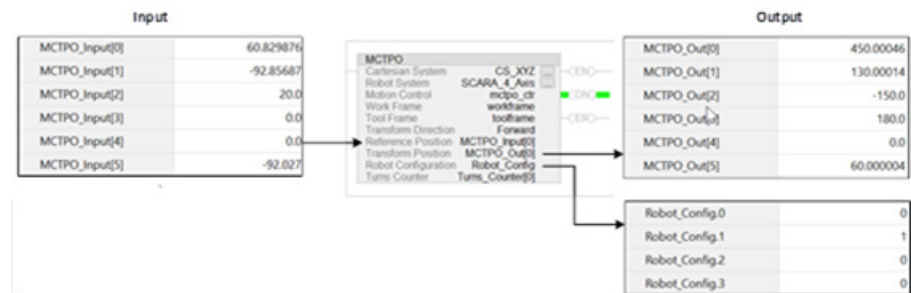 Input
MCTPO_Input[0] 60.829876
MCTPO_Input[1] -92.85687
MCTPO_Input[2] 20.0
MCTPO_Input[3] 0.0
MCTPO_Input[4] 0.0
MCTPO_Input[5] -92.027
MCTPO
Cartesian System CS_XYZ
Robot System SCARA_4_Axis
Motion Control mctpo_ctr
Work Frame workframe
Tool Frame toolframe
Transform Direction Forward
Reference Position MCTPO_Input[0]
Transform Position MCTPO_Out[0]
Robot Configuration Robot_Config
Turns Counter Turns_Counter[0]
EN
DN
ER
Output
MCTPO_Out[0] 450.00046
MCTPO_Out[1] 130.00014
MCTPO_Out[2] -150.0
MCTPO_Out[3] 180.0
MCTPO_Out[4] 0.0
MCTPO_Out[5] 60.000004
Robot_Config.0 0
Robot_Config.1 1
Robot_Config.2 0
Robot_Config.3 0